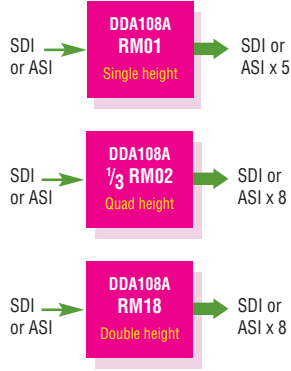 DDA108A
RM01
Single height
SDI
or ASI
SDI or
ASI x 5
DDA108A
1/3 RM02
Quad height
SDI
or ASI
SDI or
ASI x 8
DDA108A
RM18
Double height
SDI
or ASI
SDI or
ASI x 8